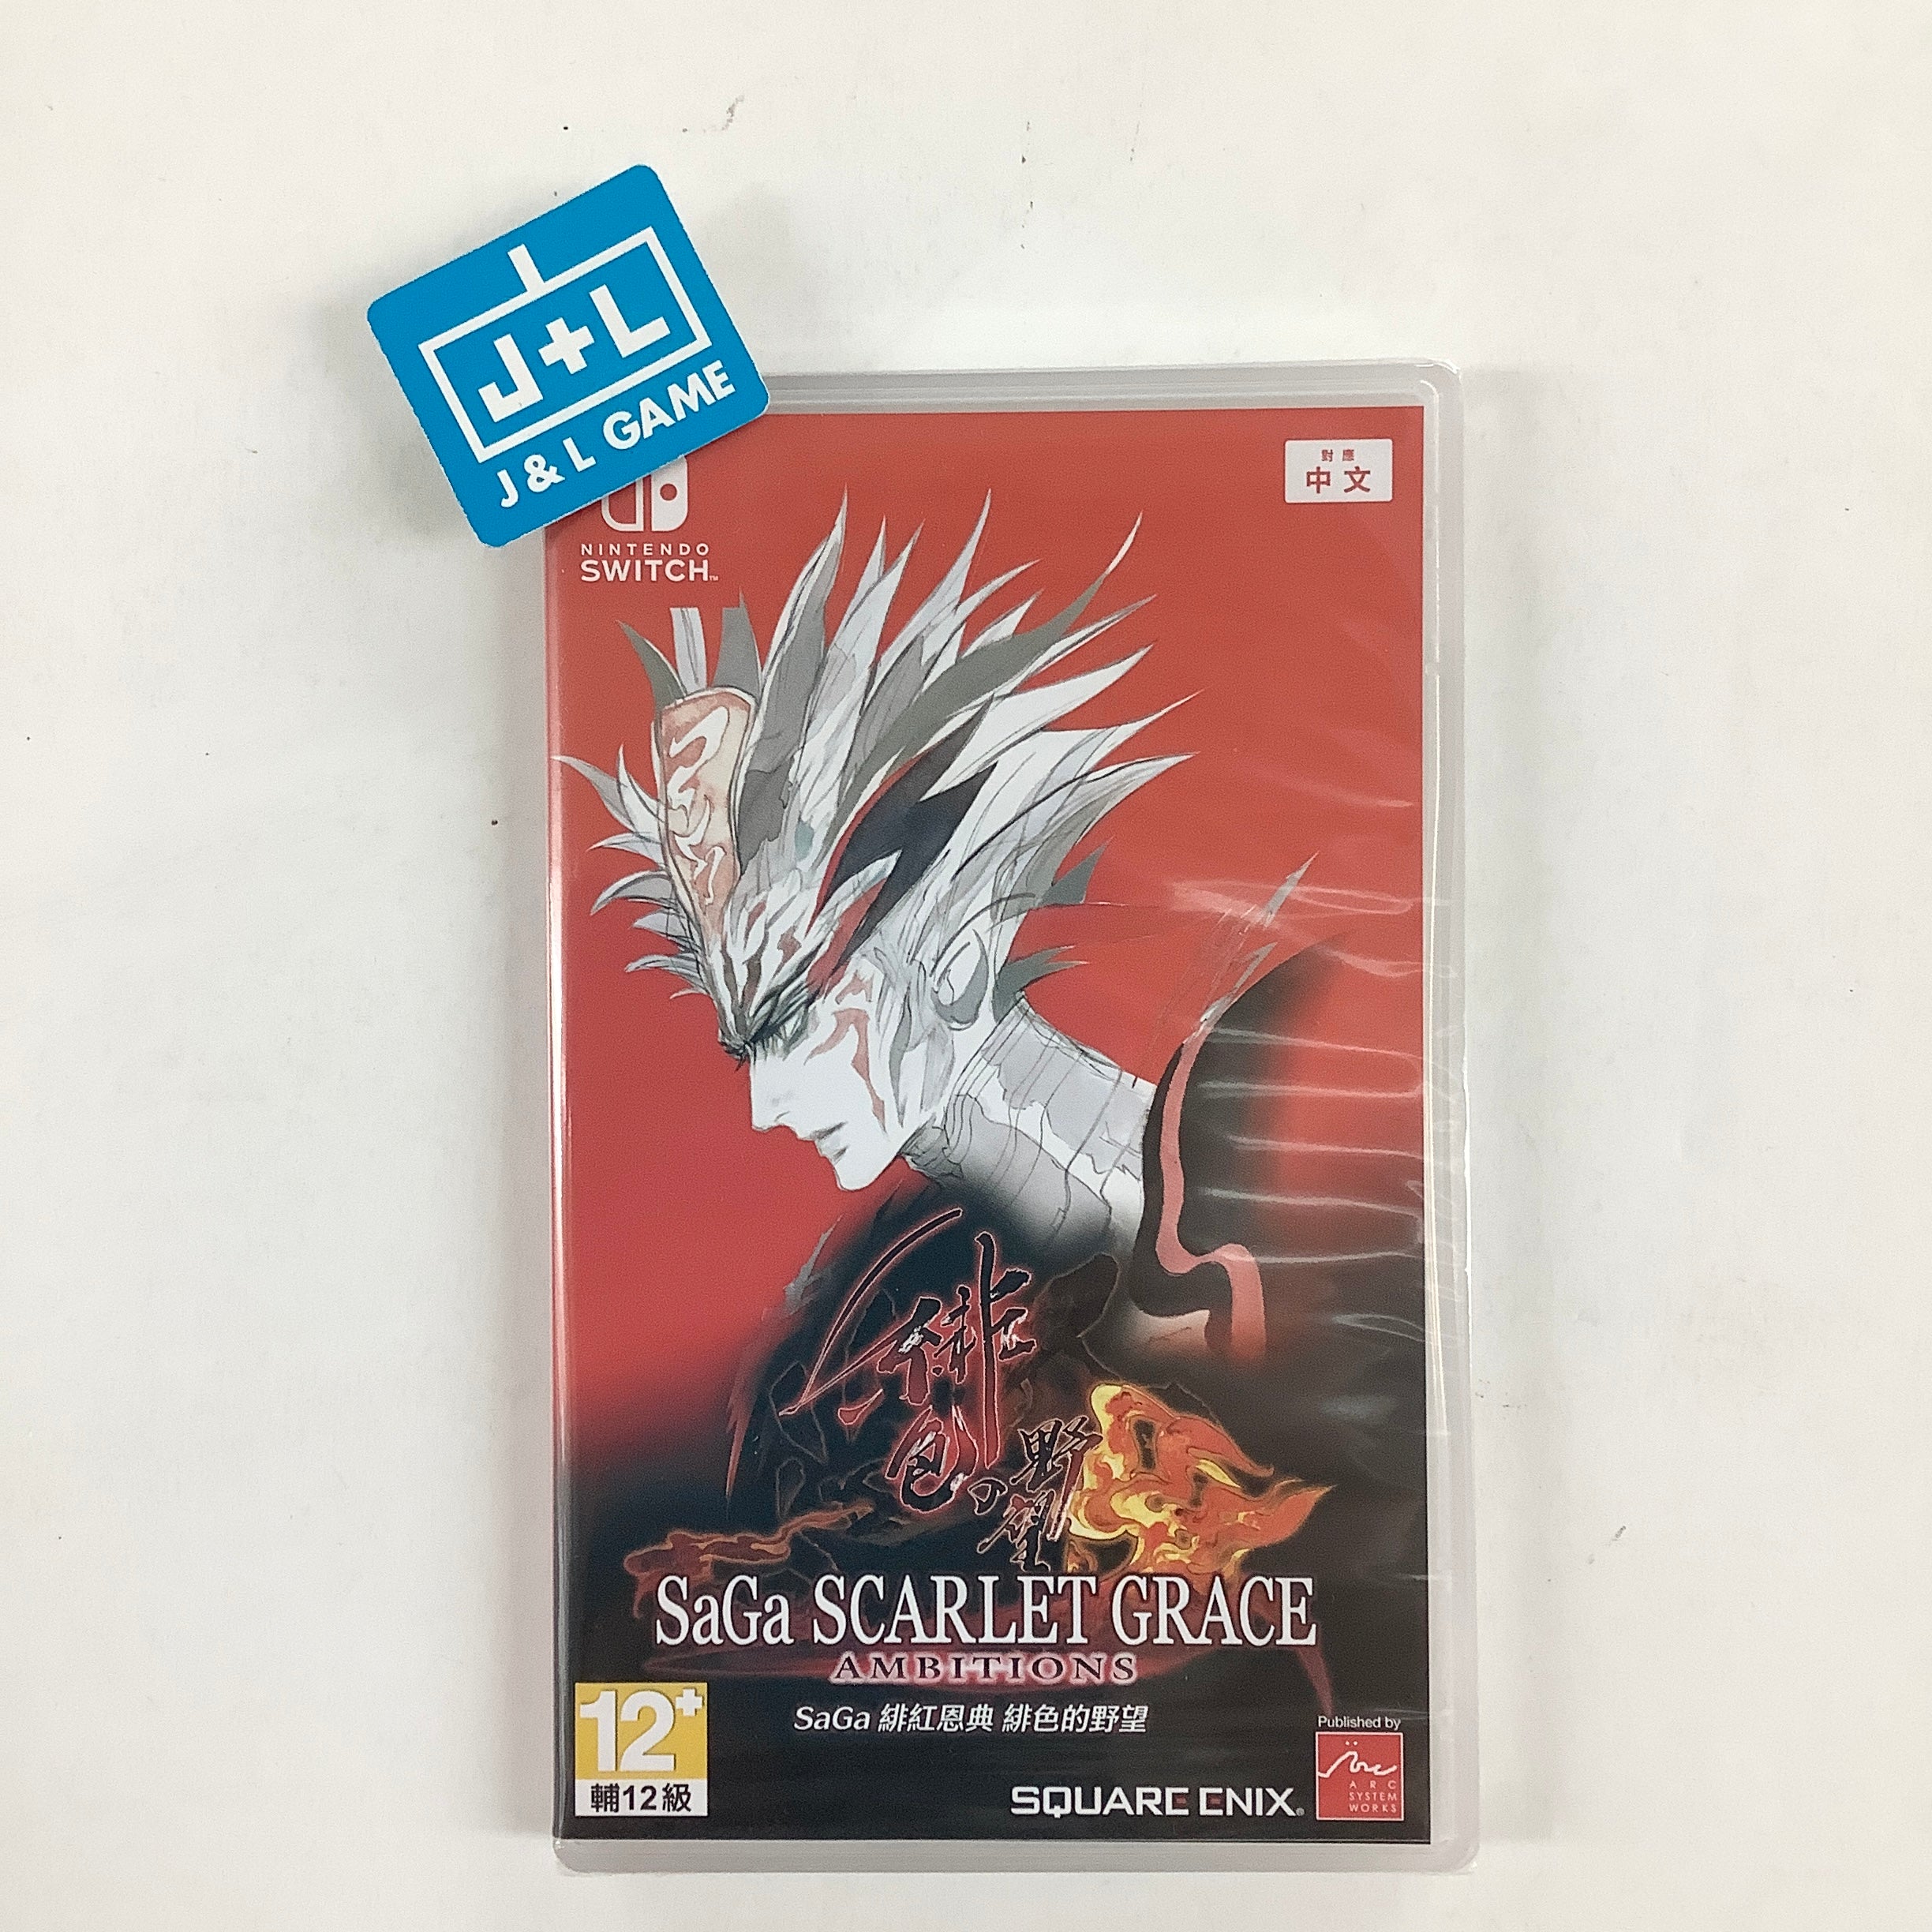 J+L
J & L GAME
NINTENDO
SWITCH™
對應
中文
緋
色
の
野
望
SaGa SCARLET GRACE
AMBITIONS
SaGa 緋紅恩典 緋色的野望
12+
輔12級
SQUARE ENIX®
Published by
ARC
SYSTEM
WORKS